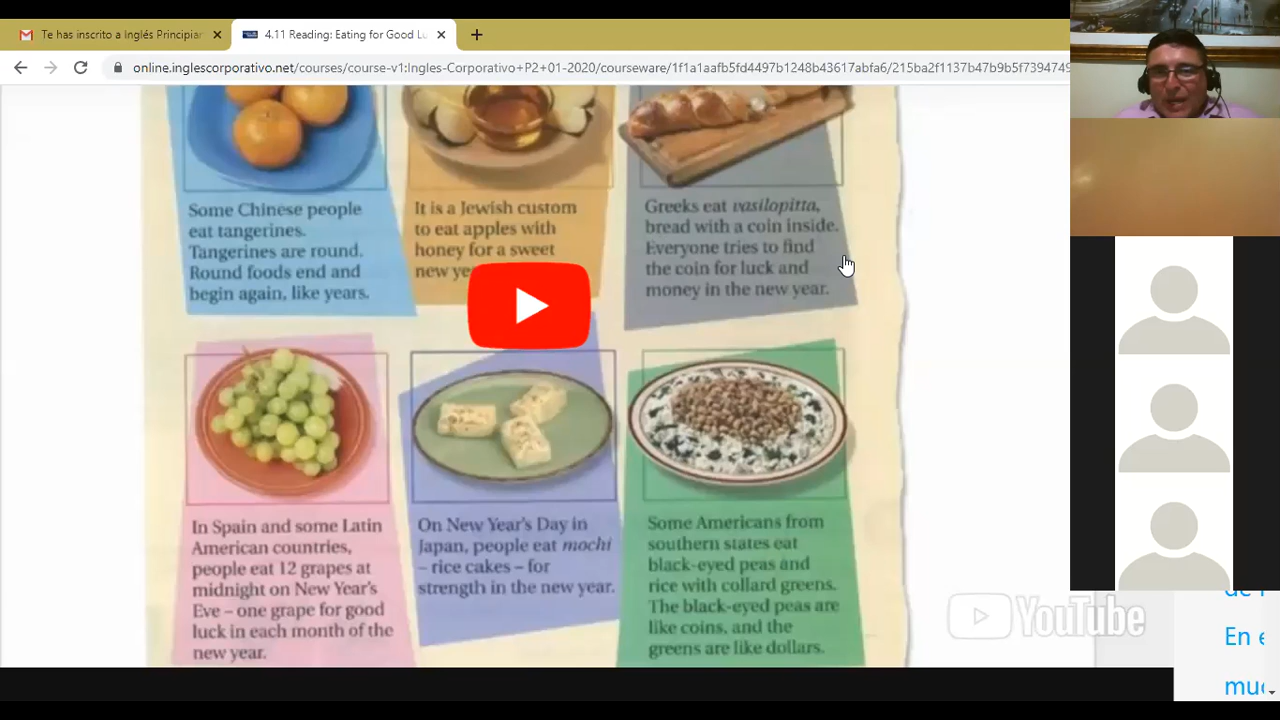 Te has inscrito a Inglés Principian
4.11 Reading: Eating for Good Lu
online.inglescorporativo.net/courses/course-v1:Ingles-Corporativo+P2+01-2020/courseware/1f1a1aafb5fd4497b1248b43617abfa6/215ba2f1137b47b9b5f7394749
Some Chinese people
eat tangerines.
Tangerines are round.
Round foods end and
begin again, like years.
It is a Jewish custom
to eat apples with
honey for a sweet
new
Greeks eat vasilopitta,
bread with a coin inside.
Everyone tries to find
the coin for luck and
money in the new year.
In Spain and some Latin
American countries,
people eat 12 grapes at
midnight on New Year's
Eve – one grape for good
luck in each month of the
new year.
On New Year's Day in
Japan, people eat mochi
– rice cakes – for
strength in the new year.
Some Americans from
southern states eat
black-eyed peas and
rice with collard greens.
The black-eyed peas are
like coins, and the
greens are like dollars.
YouTube
En